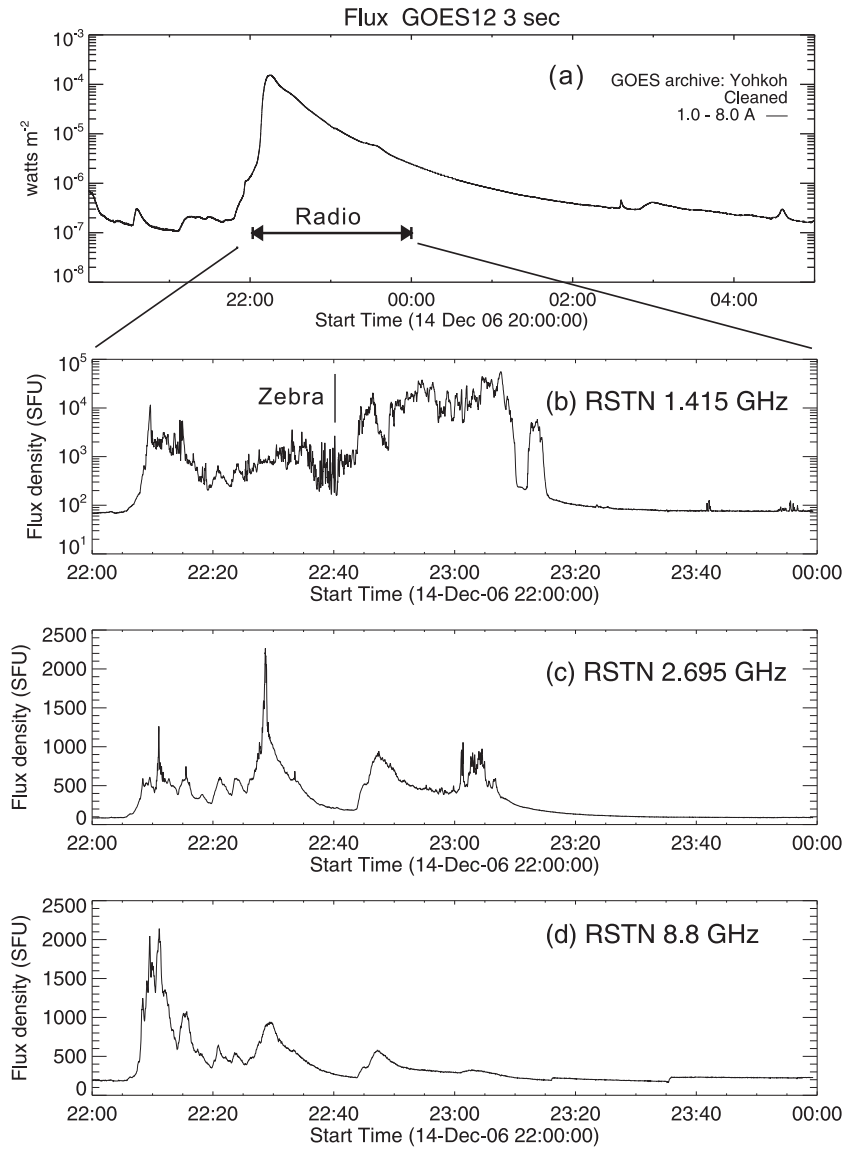 Flux GOES12 3 sec
10⁻³
10⁻⁴
10⁻⁵
10⁻⁶
10⁻⁷
10⁻⁸
watts m⁻²
(a)
GOES archive: Yohkoh
Cleaned
1.0 - 8.0 A
Radio
22:00 00:00 02:00 04:00
Start Time (14 Dec 06 20:00:00)
10⁵
10⁴
10³
10²
10¹
Flux density (SFU)
Zebra
(b) RSTN 1.415 GHz
22:00 22:20 22:40 23:00 23:20 23:40 00:00
Start Time (14-Dec-06 22:00:00)
2500
2000
1500
1000
500
0
Flux density (SFU)
(c) RSTN 2.695 GHz
22:00 22:20 22:40 23:00 23:20 23:40 00:00
Start Time (14-Dec-06 22:00:00)
2500
2000
1500
1000
500
0
Flux density (SFU)
(d) RSTN 8.8 GHz
22:00 22:20 22:40 23:00 23:20 23:40 00:00
Start Time (14-Dec-06 22:00:00)